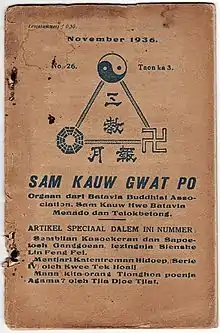 November 1936.
No. 26.
Taon ka 3.
三
教
月
報
SAM KAUW GWAT PO
Orgaan dari Batavia Buddhist Asso-
ciation, Sam Kauw Hwe Batavia
Menado dan Telokbetong.
ARTIKEL SPECIAAL DALEM INI NUMMER:
Sembilan Kasoekeran dan Sapoe-
loeh Ganggoean, lezingnja Sienshe
Lin Feng Fei.
Mentjari Katentreman Hidoep, (Serie
IV) oleh Kwee Tek Hoaij
Mana kile orang Tionghoa poenja
Agama? oleh Tjia Djoe Tjiat.